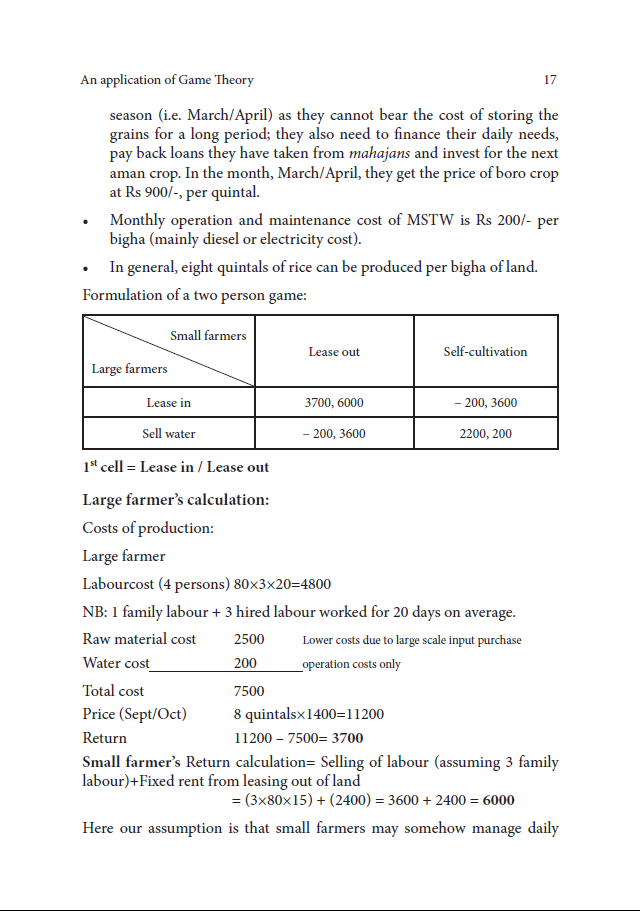 An application of Game Theory 17
season (i.e. March/April) as they cannot bear the cost of storing the
grains for a long period; they also need to finance their daily needs,
pay back loans they have taken from mahajans and invest for the next
aman crop. In the month, March/April, they get the price of boro crop
at Rs 900/-, per quintal.
• Monthly operation and maintenance cost of MSTW is Rs 200/- per
bigha (mainly diesel or electricity cost).
• In general, eight quintals of rice can be produced per bigha of land.
Formulation of a two person game:
Small farmers
Large farmers
Lease out
Self-cultivation
Lease in 3700, 6000 – 200, 3600
Sell water – 200, 3600 2200, 200
1st cell = Lease in / Lease out
Large farmer's calculation:
Costs of production:
Large farmer
Labourcost (4 persons) 80×3×20=4800
NB: 1 family labour + 3 hired labour worked for 20 days on average.
Raw material cost 2500 Lower costs due to large scale input purchase
Water cost 200 operation costs only
Total cost 7500
Price (Sept/Oct) 8 quintals×1400=11200
Return 11200 – 7500= 3700
Small farmer's Return calculation= Selling of labour (assuming 3 family
labour)+Fixed rent from leasing out of land
= (3×80×15) + (2400) = 3600 + 2400 = 6000
Here our assumption is that small farmers may somehow manage daily